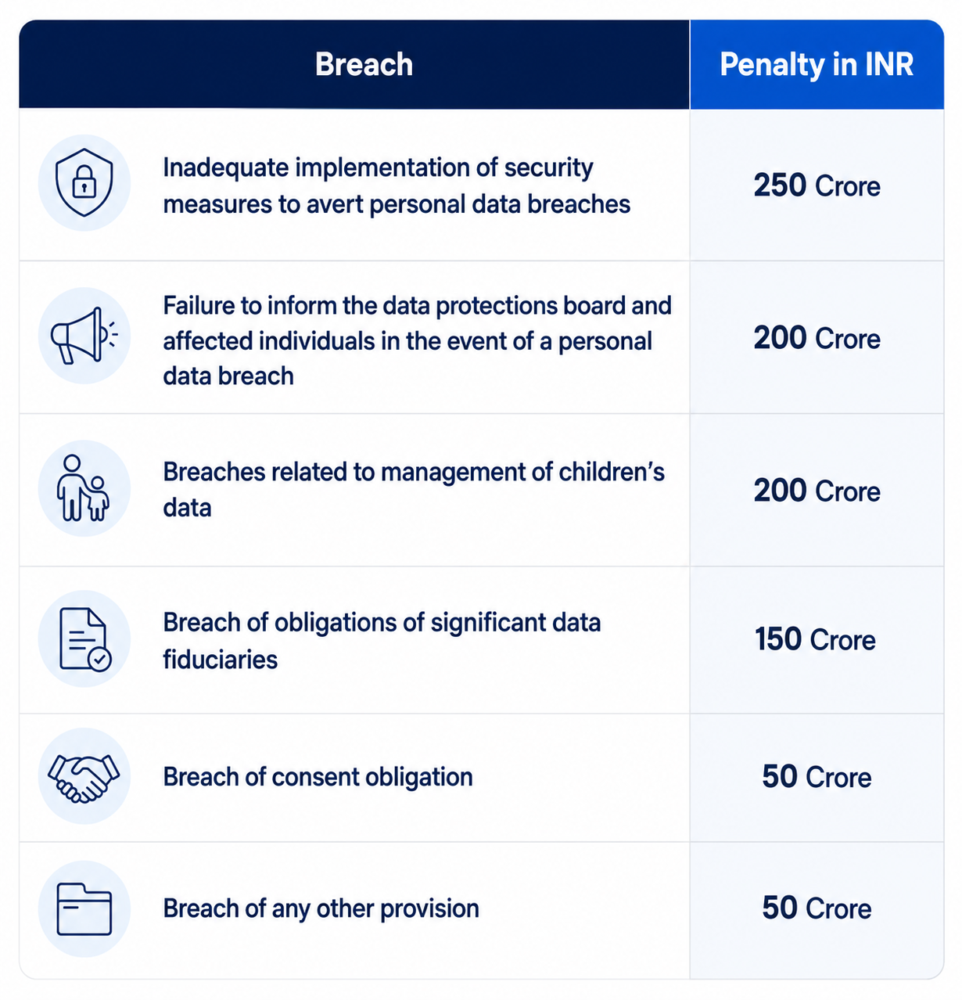 Breach
Penalty in INR
Inadequate implementation of security
measures to avert personal data breaches
250 Crore
Failure to inform the data protections board and
affected individuals in the event of a personal
data breach
200 Crore
Breaches related to management of children’s
data
200 Crore
Breach of obligations of significant data
fiduciaries
150 Crore
Breach of consent obligation
50 Crore
Breach of any other provision
50 Crore